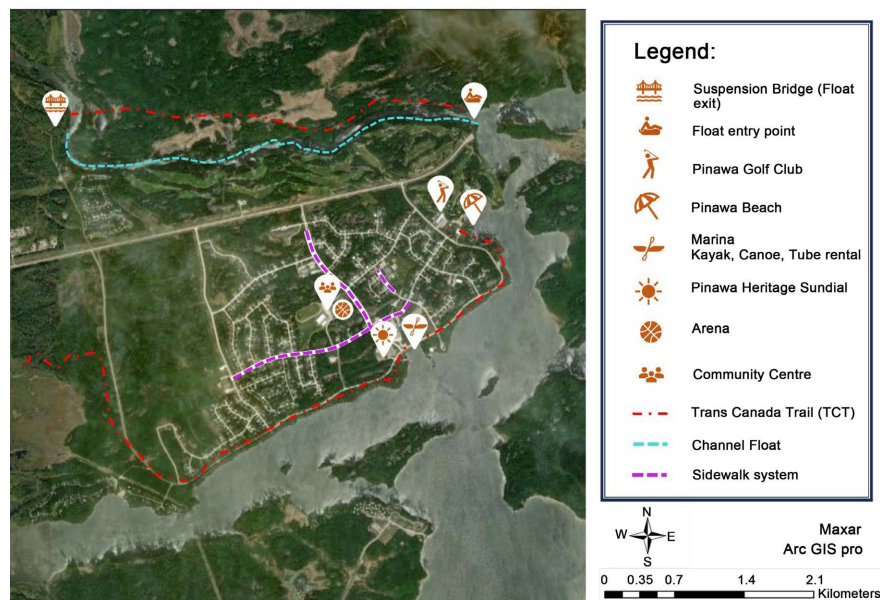 Legend:
Suspension Bridge (Float
exit)
Float entry point
Pinawa Golf Club
Pinawa Beach
Marina
Kayak, Canoe, Tube rental
Pinawa Heritage Sundial
Arena
Community Centre
Trans Canada Trail (TCT)
Channel Float
Sidewalk system
N
W E
S
Maxar
Arc GIS pro
0 0.35 0.7 1.4 2.1
Kilometers